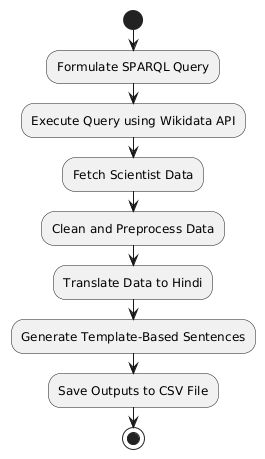 Formulate SPARQL Query
Execute Query using Wikidata API
Fetch Scientist Data
Clean and Preprocess Data
Translate Data to Hindi
Generate Template-Based Sentences
Save Outputs to CSV File